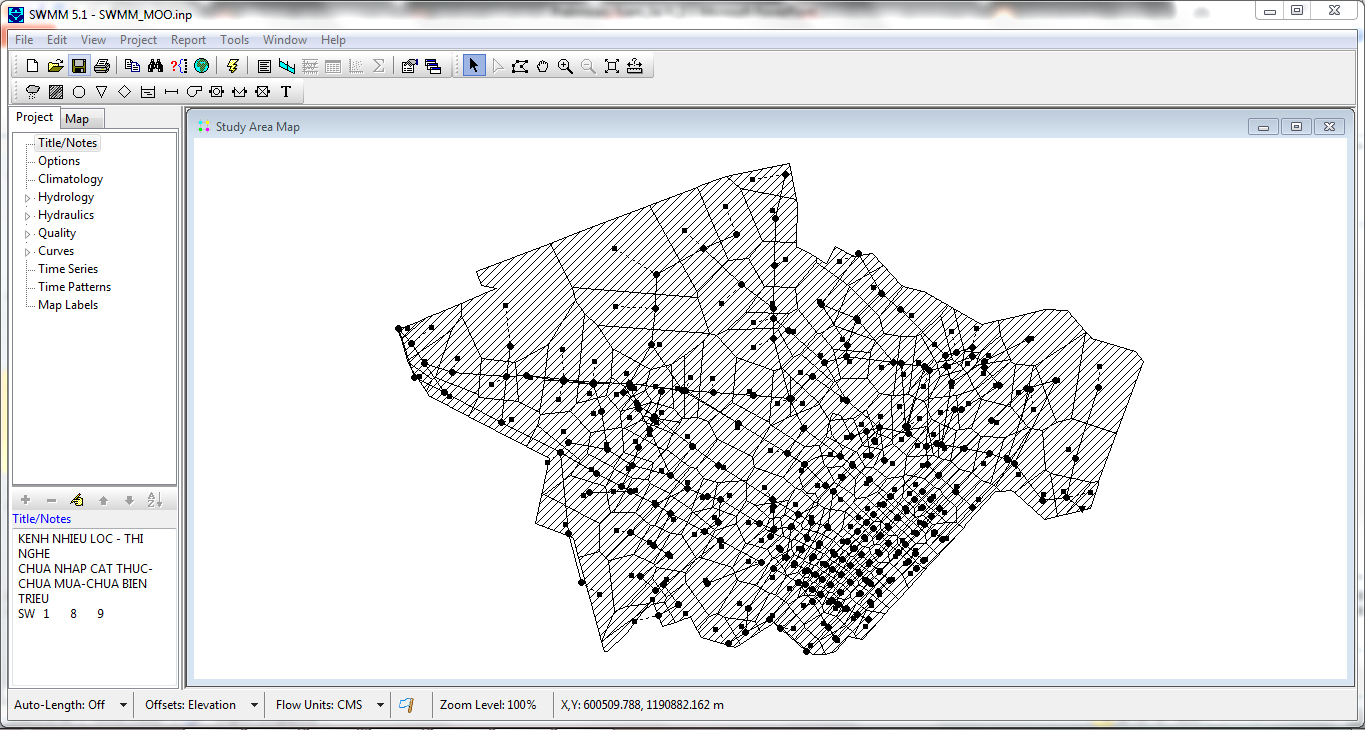 SWMM 5.1 - SWMM_MOO.inp
File Edit View Project Report Tools Window Help
T
Project Map
Study Area Map
Title/Notes
Options
Climatology
Hydrology
Hydraulics
Quality
Curves
Time Series
Time Patterns
Map Labels
Title/Notes
KENH NHIEU LOC - THI
NGHE
CHUA NHAP CAT THUC-
CHUA MUA-CHUA BIEN
TRIEU
SW 1 8 9
Auto-Length: Off Offsets: Elevation Flow Units: CMS Zoom Level: 100% X,Y: 600509.788, 1190882.162 m